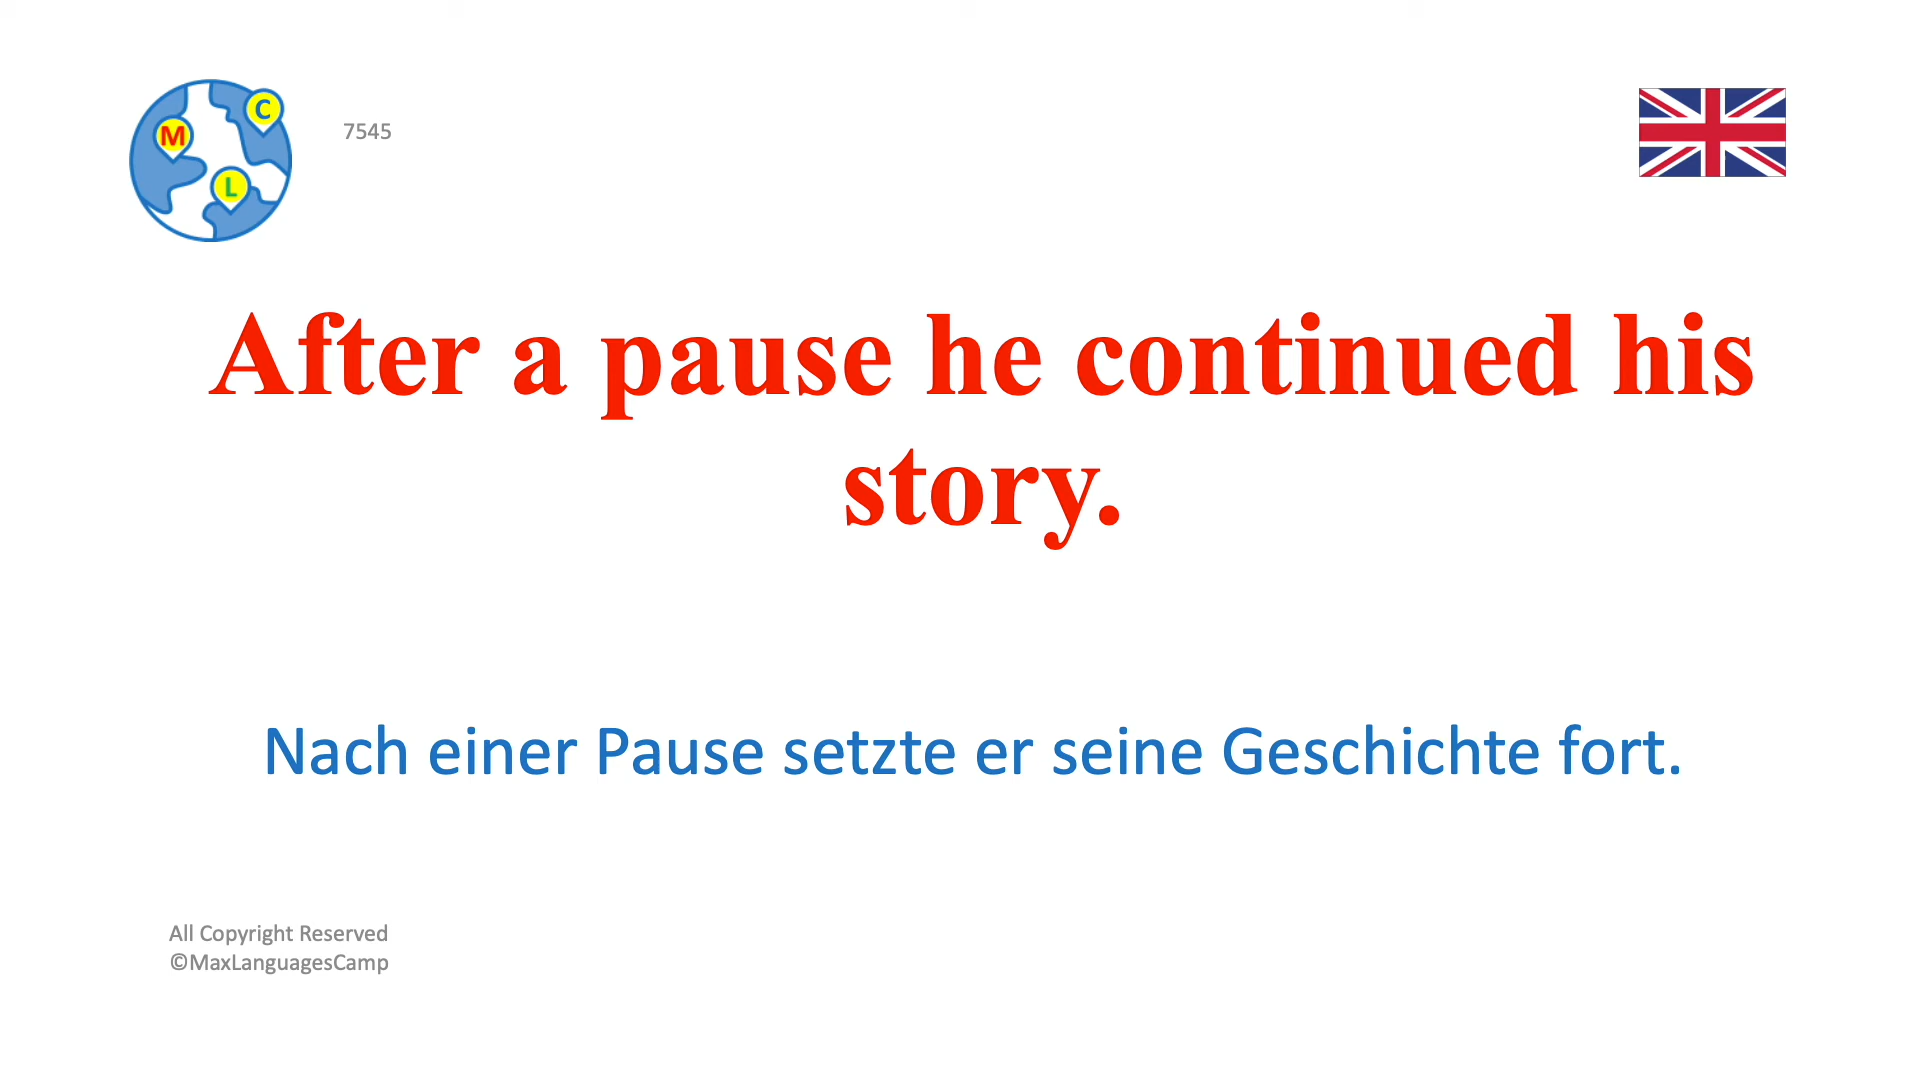 M
C
L
7545
After a pause he continued his
story.
Nach einer Pause setzte er seine Geschichte fort.
All Copyright Reserved
©MaxLanguagesCamp